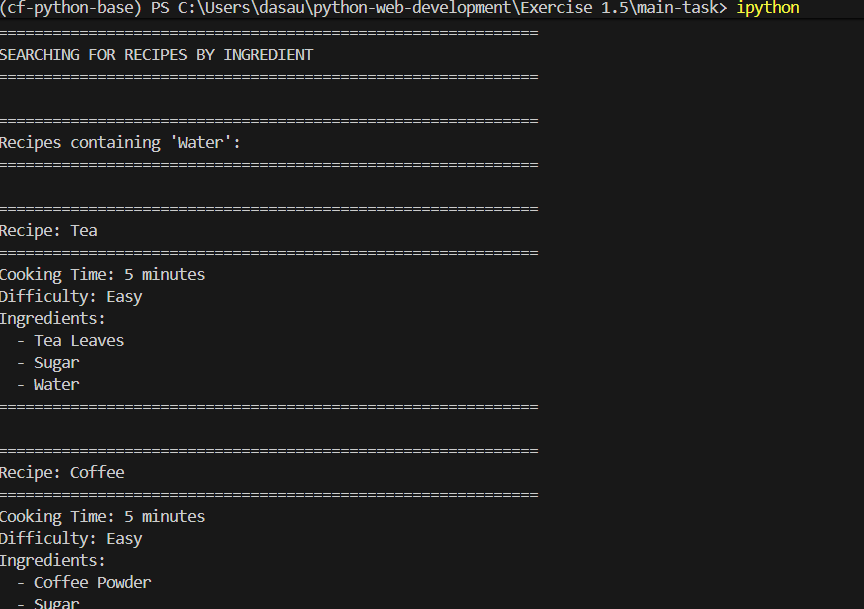 (cf-python-base) PS C:\Users\dasau\python-web-development\Exercise 1.5\main-task> ipython
============================================================
SEARCHING FOR RECIPES BY INGREDIENT
============================================================
============================================================
Recipes containing 'Water':
============================================================
============================================================
Recipe: Tea
============================================================
Cooking Time: 5 minutes
Difficulty: Easy
Ingredients:
  - Tea Leaves
  - Sugar
  - Water
============================================================
============================================================
Recipe: Coffee
============================================================
Cooking Time: 5 minutes
Difficulty: Easy
Ingredients:
  - Coffee Powder
  - Sugar